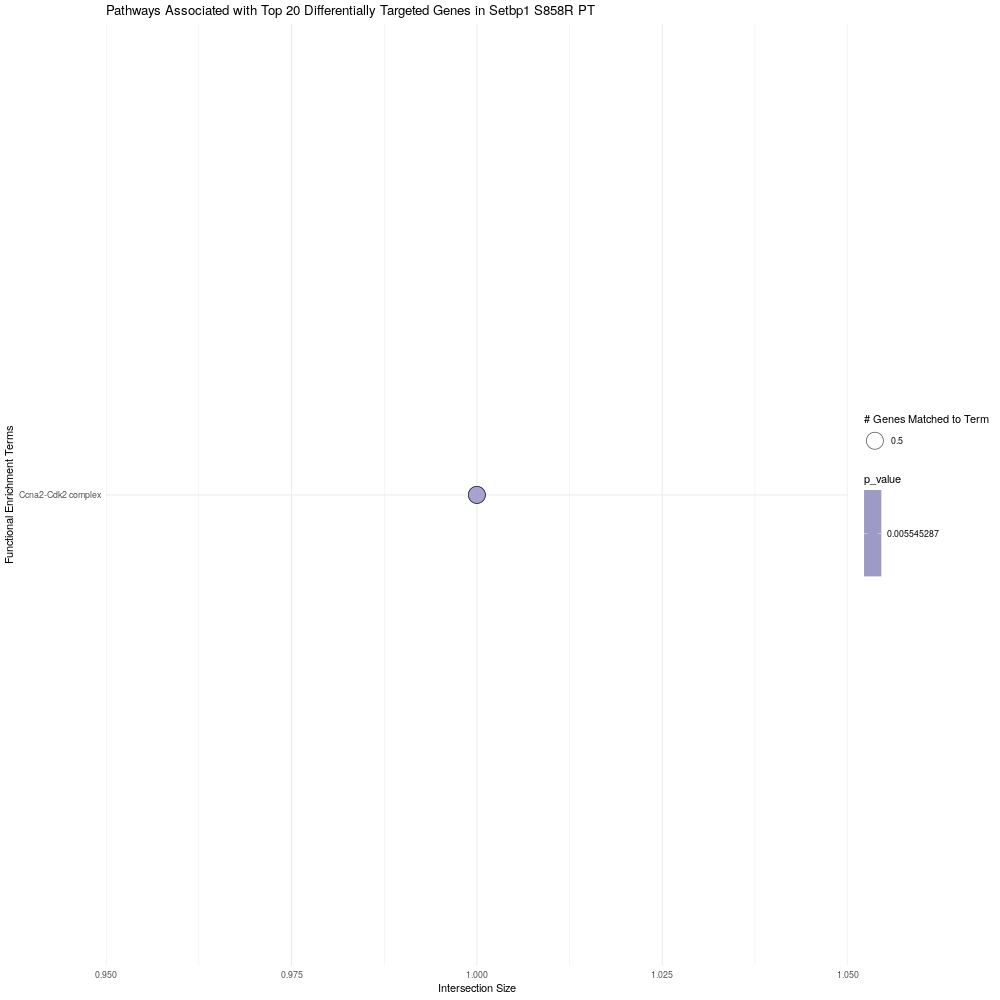 Pathways Associated with Top 20 Differentially Targeted Genes in Setbp1 S858R PT
Functional Enrichment Terms
Ccna2-Cdk2 complex
# Genes Matched to Term
0.5
p_value
0.005545287
0.950
0.975
1.000
1.025
1.050
Intersection Size